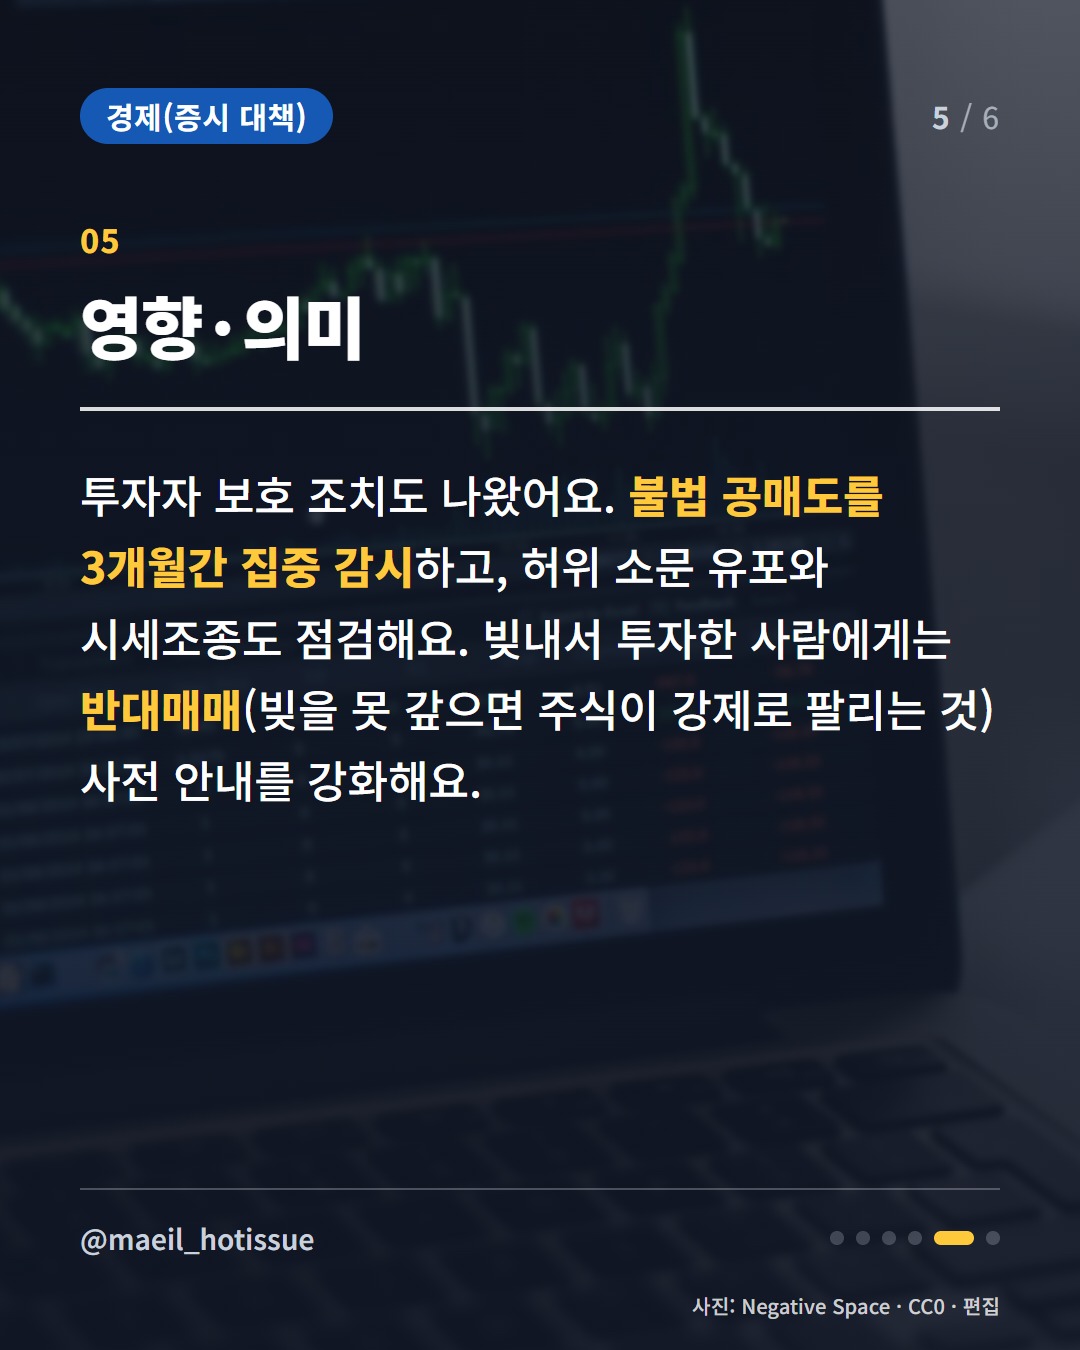 경제(증시 대책)
5 / 6
05
영향·의미
투자자 보호 조치도 나왔어요. 불법 공매도를
3개월간 집중 감시하고, 허위 소문 유포와
시세조종도 점검해요. 빚내서 투자한 사람에게는
반대매매(빚을 못 갚으면 주식이 강제로 팔리는 것)
사전 안내를 강화해요.
@maeil_hotissue
사진: Negative Space · CC0 · 편집